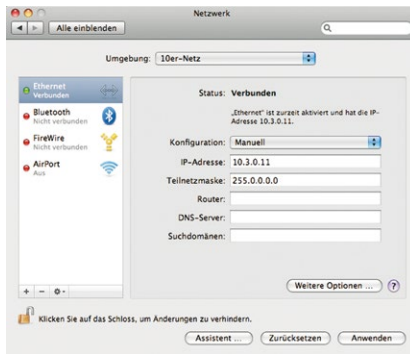 Netzwerk
Alle einblenden
Umgebung: 10er-Netz
Ethernet
Verbunden
Bluetooth
Nicht verbunden
FireWire
Nicht verbunden
AirPort
Aus
Status: Verbunden
„Ethernet“ ist zurzeit aktiviert und hat die IP-
Adresse 10.3.0.11.
Konfiguration: Manuell
IP-Adresse: 10.3.0.11
Teilnetzmaske: 255.0.0.0
Router:
DNS-Server:
Suchdomänen:
Weitere Optionen ... ?
+ −
Klicken Sie auf das Schloss, um Änderungen zu verhindern.
Assistent ... Zurücksetzen Anwenden